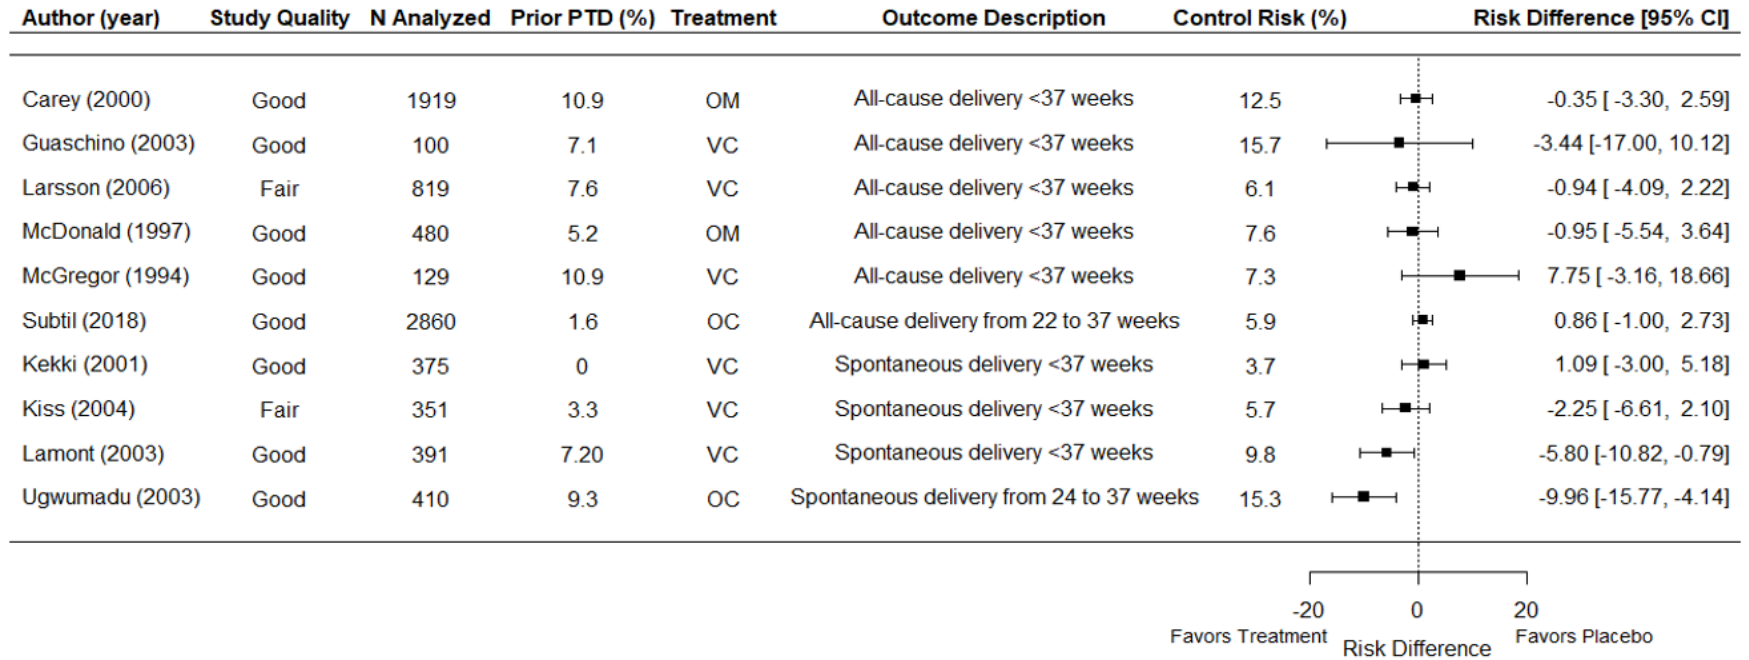 Author (year) Study Quality N Analyzed Prior PTD (%) Treatment Outcome Description Control Risk (%) Risk Difference [95% CI]
Carey (2000) Good 1919 10.9 OM All-cause delivery <37 weeks 12.5 -0.35 [ -3.30, 2.59]
Guaschino (2003) Good 100 7.1 VC All-cause delivery <37 weeks 15.7 -3.44 [-17.00, 10.12]
Larsson (2006) Fair 819 7.6 VC All-cause delivery <37 weeks 6.1 -0.94 [ -4.09, 2.22]
McDonald (1997) Good 480 5.2 OM All-cause delivery <37 weeks 7.6 -0.95 [ -5.54, 3.64]
McGregor (1994) Good 129 10.9 VC All-cause delivery <37 weeks 7.3 7.75 [ -3.16, 18.66]
Subtil (2018) Good 2860 1.6 OC All-cause delivery from 22 to 37 weeks 5.9 0.86 [ -1.00, 2.73]
Kekki (2001) Good 375 0 VC Spontaneous delivery <37 weeks 3.7 1.09 [ -3.00, 5.18]
Kiss (2004) Fair 351 3.3 VC Spontaneous delivery <37 weeks 5.7 -2.25 [ -6.61, 2.10]
Lamont (2003) Good 391 7.20 VC Spontaneous delivery <37 weeks 9.8 -5.80 [-10.82, -0.79]
Ugwumadu (2003) Good 410 9.3 OC Spontaneous delivery from 24 to 37 weeks 15.3 -9.96 [-15.77, -4.14]
-20 0 20
Favors Treatment Risk Difference Favors Placebo